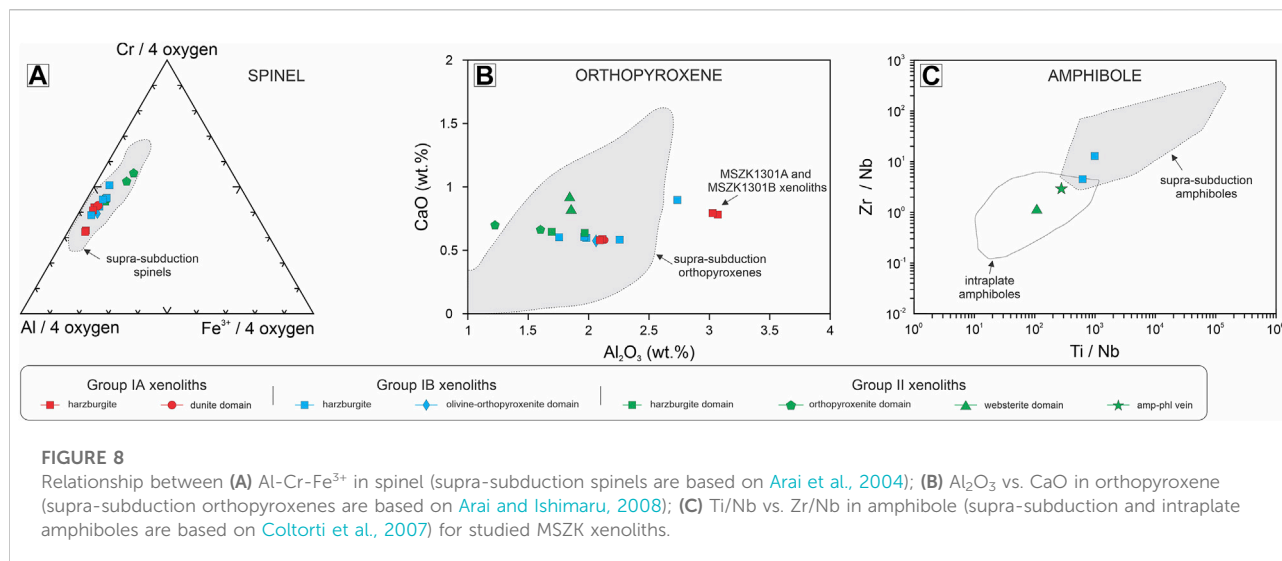 A
Cr / 4 oxygen
SPINEL
supra-subduction
spinels
Al / 4 oxygen
Fe³⁺ / 4 oxygen
B
ORTHOPYROXENE
2
1.5
1
0.5
0
CaO (wt.%)
MSZK1301A and
MSZK1301B xenoliths
supra-subduction
orthopyroxenes
1 1.5 2 2.5 3 3.5 4
Al₂O₃ (wt.%)
C
AMPHIBOLE
10³
10²
10¹
10⁰
10⁻¹
10⁻²
Zr / Nb
supra-subduction
amphiboles
intraplate
amphiboles
10⁰ 10¹ 10² 10³ 10⁴ 10⁵ 10⁶
Ti / Nb
Group IA xenoliths Group IB xenoliths Group II xenoliths
harzburgite dunite domain harzburgite olivine-orthopyroxenite domain harzburgite domain orthopyroxenite domain websterite domain amp-phl vein
FIGURE 8
Relationship between (A) Al-Cr-Fe³⁺ in spinel (supra-subduction spinels are based on Arai et al., 2004); (B) Al₂O₃ vs. CaO in orthopyroxene
(supra-subduction orthopyroxenes are based on Arai and Ishimaru, 2008); (C) Ti/Nb vs. Zr/Nb in amphibole (supra-subduction and intraplate
amphiboles are based on Coltorti et al., 2007) for studied MSZK xenoliths.